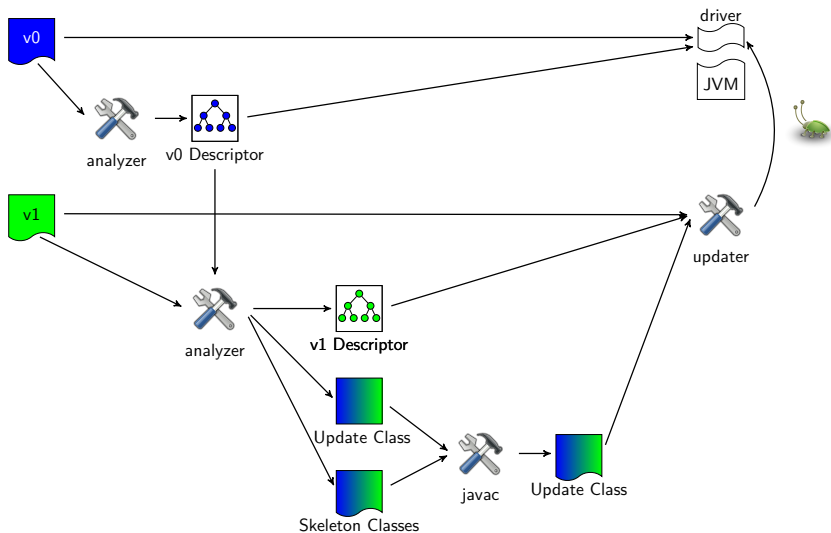 driver
v0
JVM
analyzer
v0 Descriptor
v1
updater
analyzer
v1 Descriptor
Update Class
javac
Update Class
Skeleton Classes